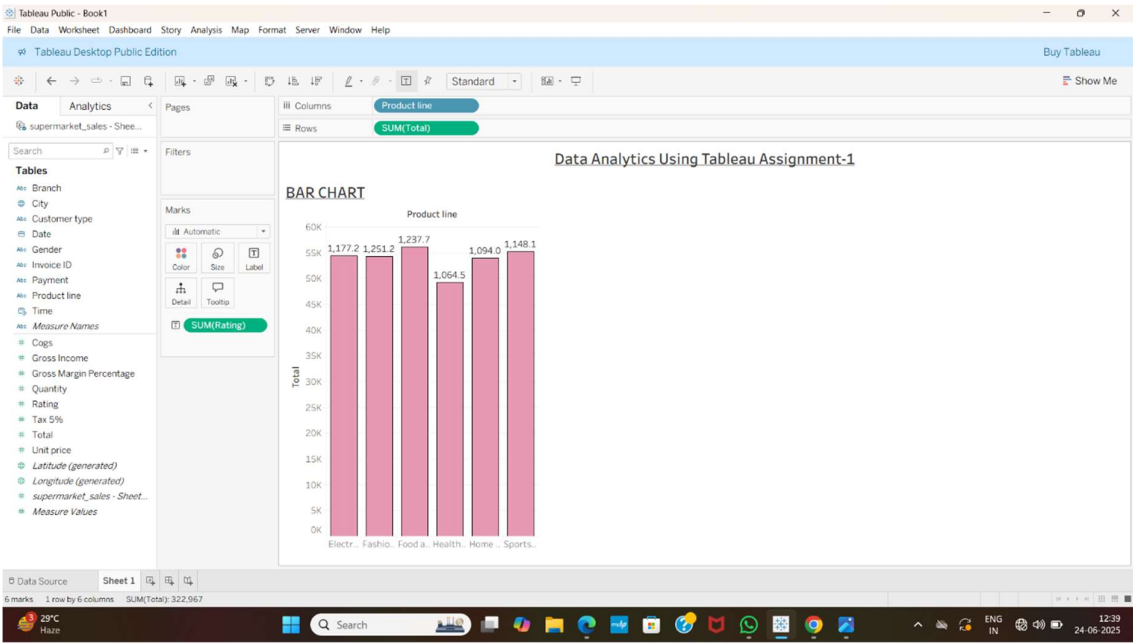 Tableau Public - Book1
File Data Worksheet Dashboard Story Analysis Map Format Server Window Help
Tableau Desktop Public Edition Buy Tableau
Standard Show Me
Data Analytics
supermarket_sales - Shee...
Search
Tables
Abc Branch
City
Abc Customer type
Date
Abc Gender
Abc Invoice ID
Abc Payment
Abc Product line
Time
Abc Measure Names
# Cogs
# Gross Income
# Gross Margin Percentage
# Quantity
# Rating
# Tax 5%
# Total
# Unit price
Latitude (generated)
Longitude (generated)
# supermarket_sales - Sheet...
# Measure Values
Pages
Filters
Marks
Automatic
Color Size Label
Detail Tooltip
SUM(Rating)
Columns Product line
Rows SUM(Total)
Data Analytics Using Tableau Assignment-1
BAR CHART
Product line
60K
55K
50K
45K
40K
35K
30K
25K
20K
15K
10K
5K
0K
Total
1,177.2 1,251.2 1,237.7 1,064.5 1,094.0 1,148.1
Electr.. Fashio.. Food a.. Health.. Home .. Sports..
Data Source Sheet 1
6 marks 1 row by 6 columns SUM(Total): 322,967
3
29°C
Haze
Search
ENG
IN
12:39
24-06-2025